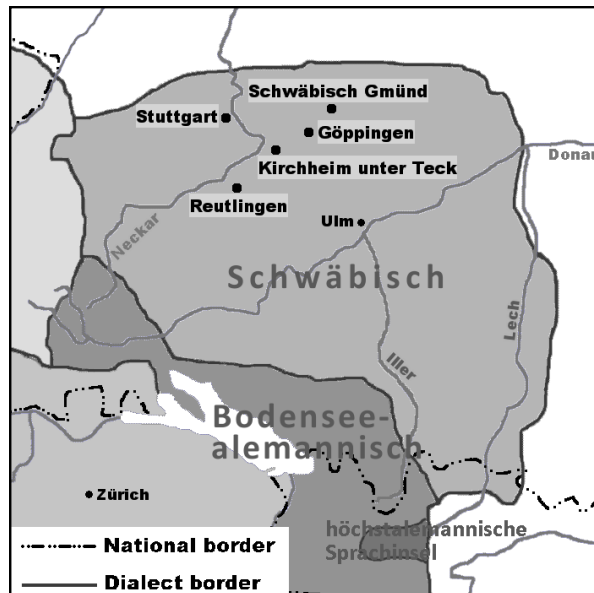 Schwäbisch Gmünd
Stuttgart
Göppingen
Donau
Kirchheim unter Teck
Reutlingen
Ulm
Neckar
Schwäbisch
Lech
Iller
Bodensee-
alemannisch
Zürich
höchstalemannische
Sprachinsel
National border
Dialect border